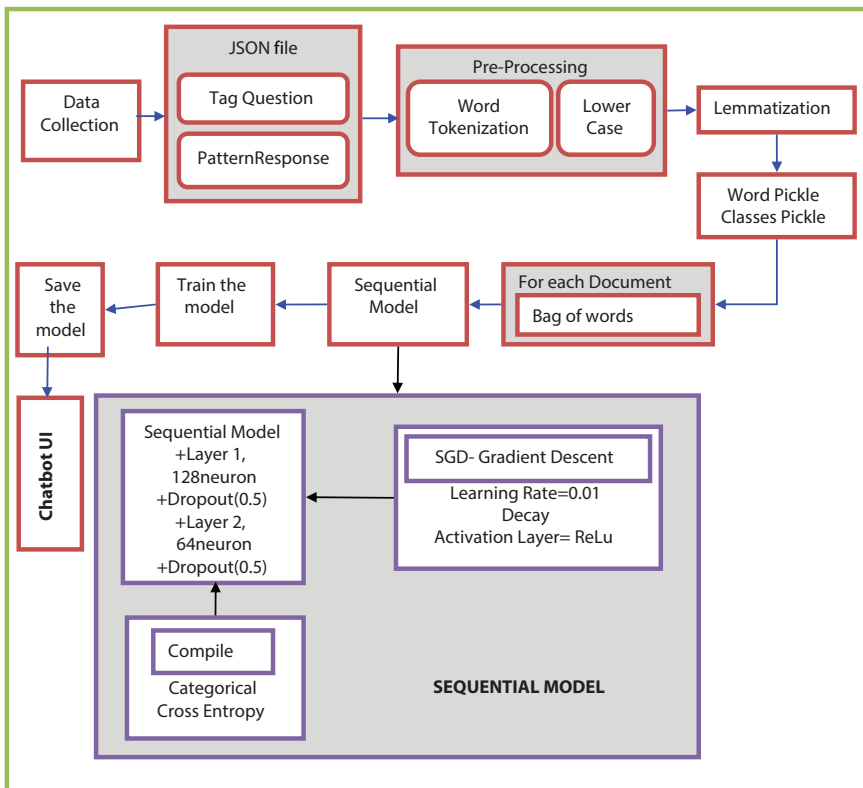 Data
Collection
JSON file
Tag Question
PatternResponse
Pre-Processing
Word
Tokenization
Lower
Case
Lemmatization
Word Pickle
Classes Pickle
For each Document
Bag of words
Sequential
Model
Train the
model
Save
the
model
Chatbot UI
Sequential Model
+Layer 1,
128neuron
+Dropout(0.5)
+Layer 2,
64neuron
+Dropout(0.5)
SGD- Gradient Descent
Learning Rate=0.01
Decay
Activation Layer= ReLu
Compile
Categorical
Cross Entropy
SEQUENTIAL MODEL